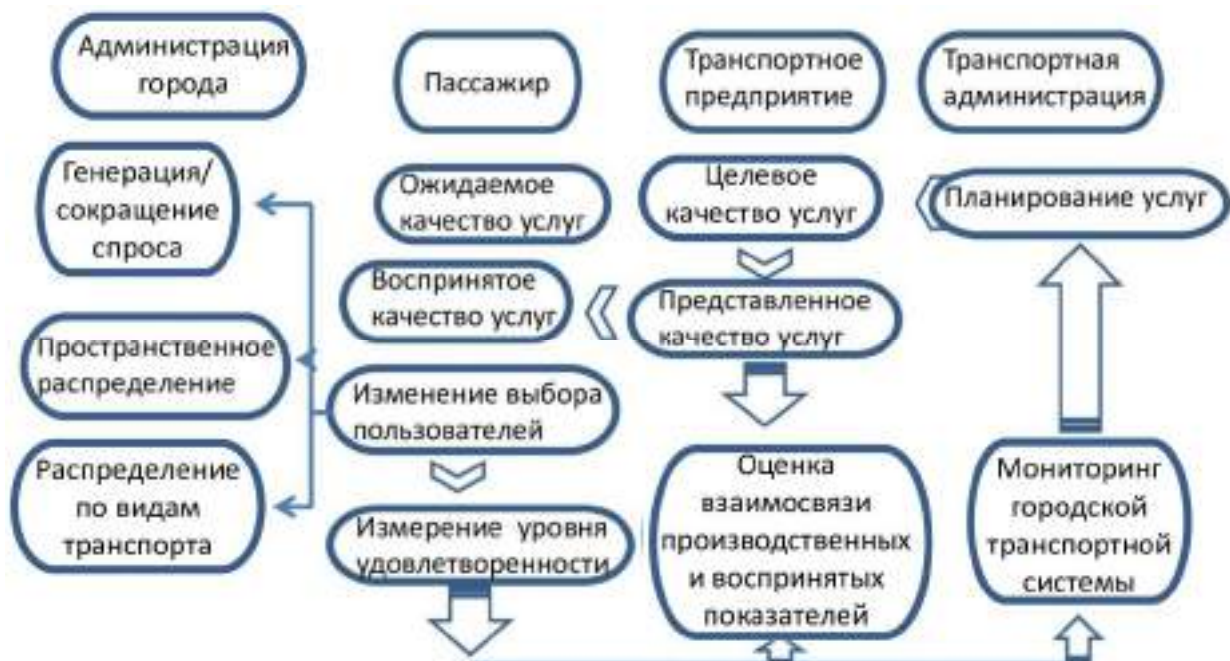 Администрация
города
Пассажир
Транспортное
предприятие
Транспортная
администрация
Генерация/
сокращение
спроса
Ожидаемое
качество услуг
Целевое
качество услуг
Планирование услуг
Воспринятое
качество услуг
Представленное
качество услуг
Пространственное
распределение
Изменение выбора
пользователей
Распределение
по видам
транспорта
Измерение уровня
удовлетворенности
Оценка
взаимосвязи
производственных
и воспринятых
показателей
Мониторинг
городской
транспортной
системы